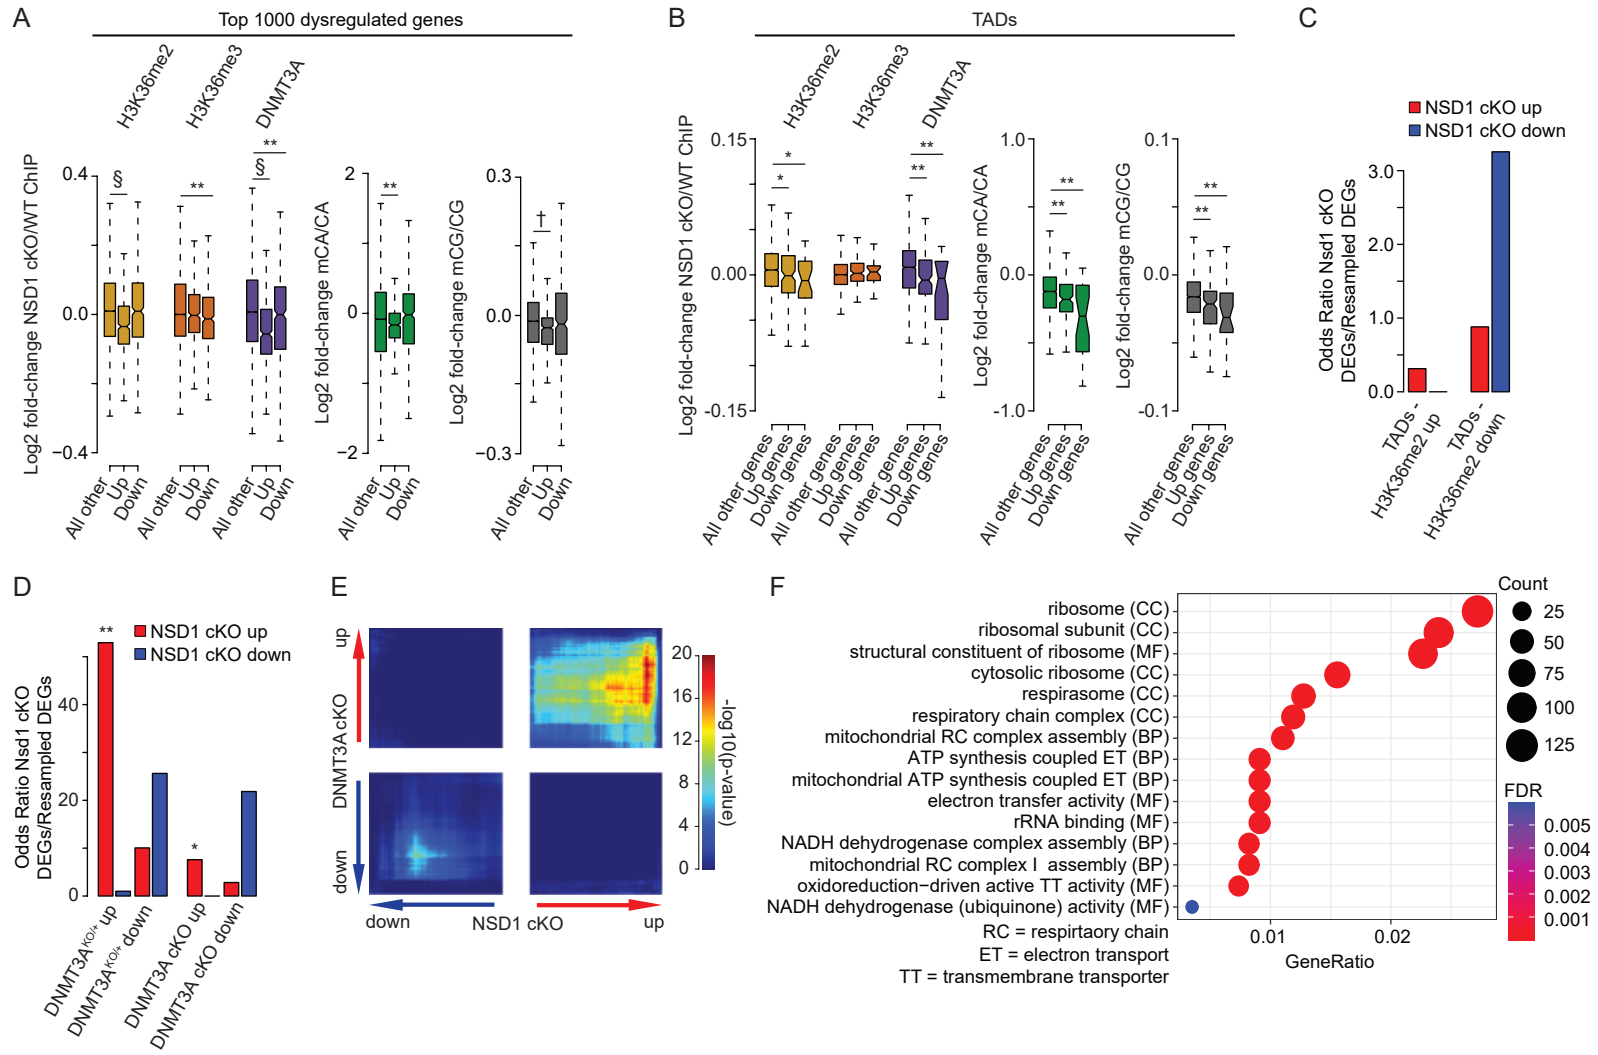 A
Top 1000 dysregulated genes
H3K36me2
H3K36me3
DNMT3A
Log2 fold-change NSD1 cKO/WT ChIP
0.4
0.0
−0.4
§
**
§
**
All other
Up
Down
All other
Up
Down
All other
Up
Down
Log2 fold-change mCA/CA
2
0
−2
**
Log2 fold-change mCG/CG
0.3
0.0
−0.3
†
All other
Up
Down
All other
Up
Down
B
TADs
H3K36me2
H3K36me3
DNMT3A
Log2 fold-change NSD1 cKO/WT ChIP
0.15
0.00
-0.15
*
*
**
**
All other genes
Up genes
Down genes
All other genes
Up genes
Down genes
All other genes
Up genes
Down genes
Log2 fold-change mCA/CA
1.0
0.0
-1.0
**
**
All other genes
Up genes
Down genes
Log2 fold-change mCG/CG
0.1
0.0
-0.1
**
**
All other genes
Up genes
Down genes
C
NSD1 cKO up
NSD1 cKO down
Odds Ratio Nsd1 cKO
DEGs/Resampled DEGs
3.0
2.0
1.0
0.0
TADs -
H3K36me2 up
TADs -
H3K36me2 down
D
NSD1 cKO up
NSD1 cKO down
Odds Ratio Nsd1 cKO
DEGs/Resampled DEGs
40
20
0
**
*
DNMT3A^KO/+ up
DNMT3A^KO/+ down
DNMT3A cKO up
DNMT3A cKO down
E
DNMT3A cKO
up
down
down
NSD1 cKO
up
20
16
12
8
4
0
-log10(p-value)
F
ribosome (CC)
ribosomal subunit (CC)
structural constituent of ribosome (MF)
cytosolic ribosome (CC)
respirasome (CC)
respiratory chain complex (CC)
mitochondrial RC complex assembly (BP)
ATP synthesis coupled ET (BP)
mitochondrial ATP synthesis coupled ET (BP)
electron transfer activity (MF)
rRNA binding (MF)
NADH dehydrogenase complex assembly (BP)
mitochondrial RC complex I assembly (BP)
oxidoreduction−driven active TT activity (MF)
NADH dehydrogenase (ubiquinone) activity (MF)
RC = respirtaory chain
ET = electron transport
TT = transmembrane transporter
0.01
0.02
GeneRatio
Count
25
50
75
100
125
FDR
0.005
0.004
0.003
0.002
0.001